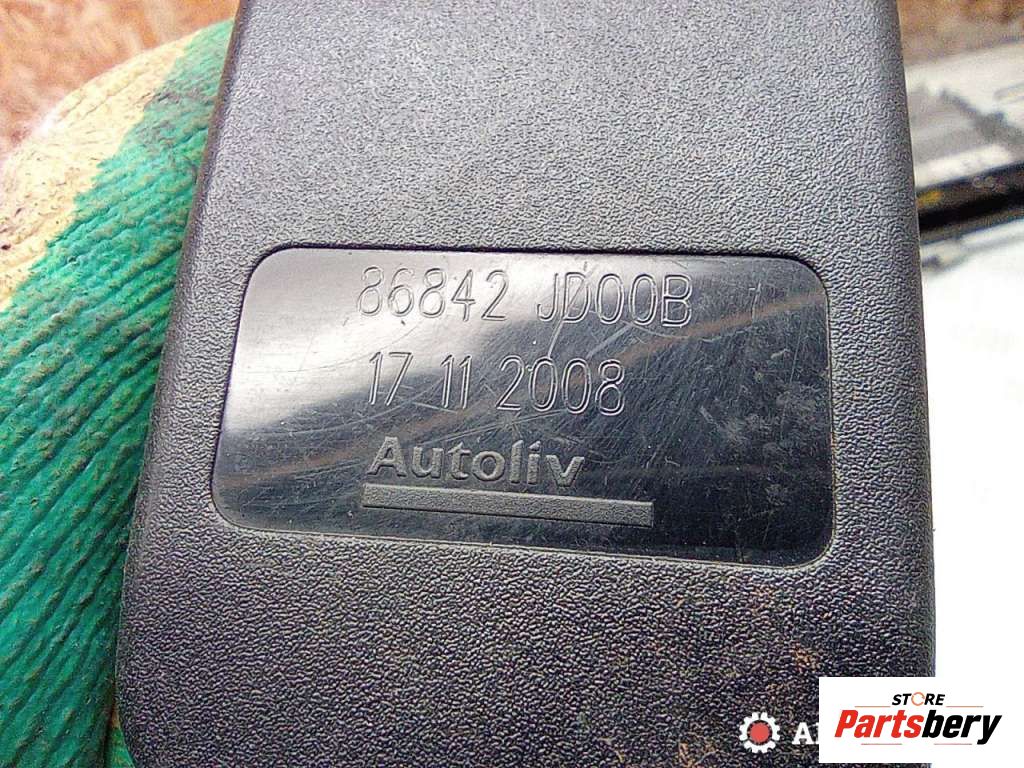 86842 JD00B
17 11 2008
Autoliv
STORE
Partsbery